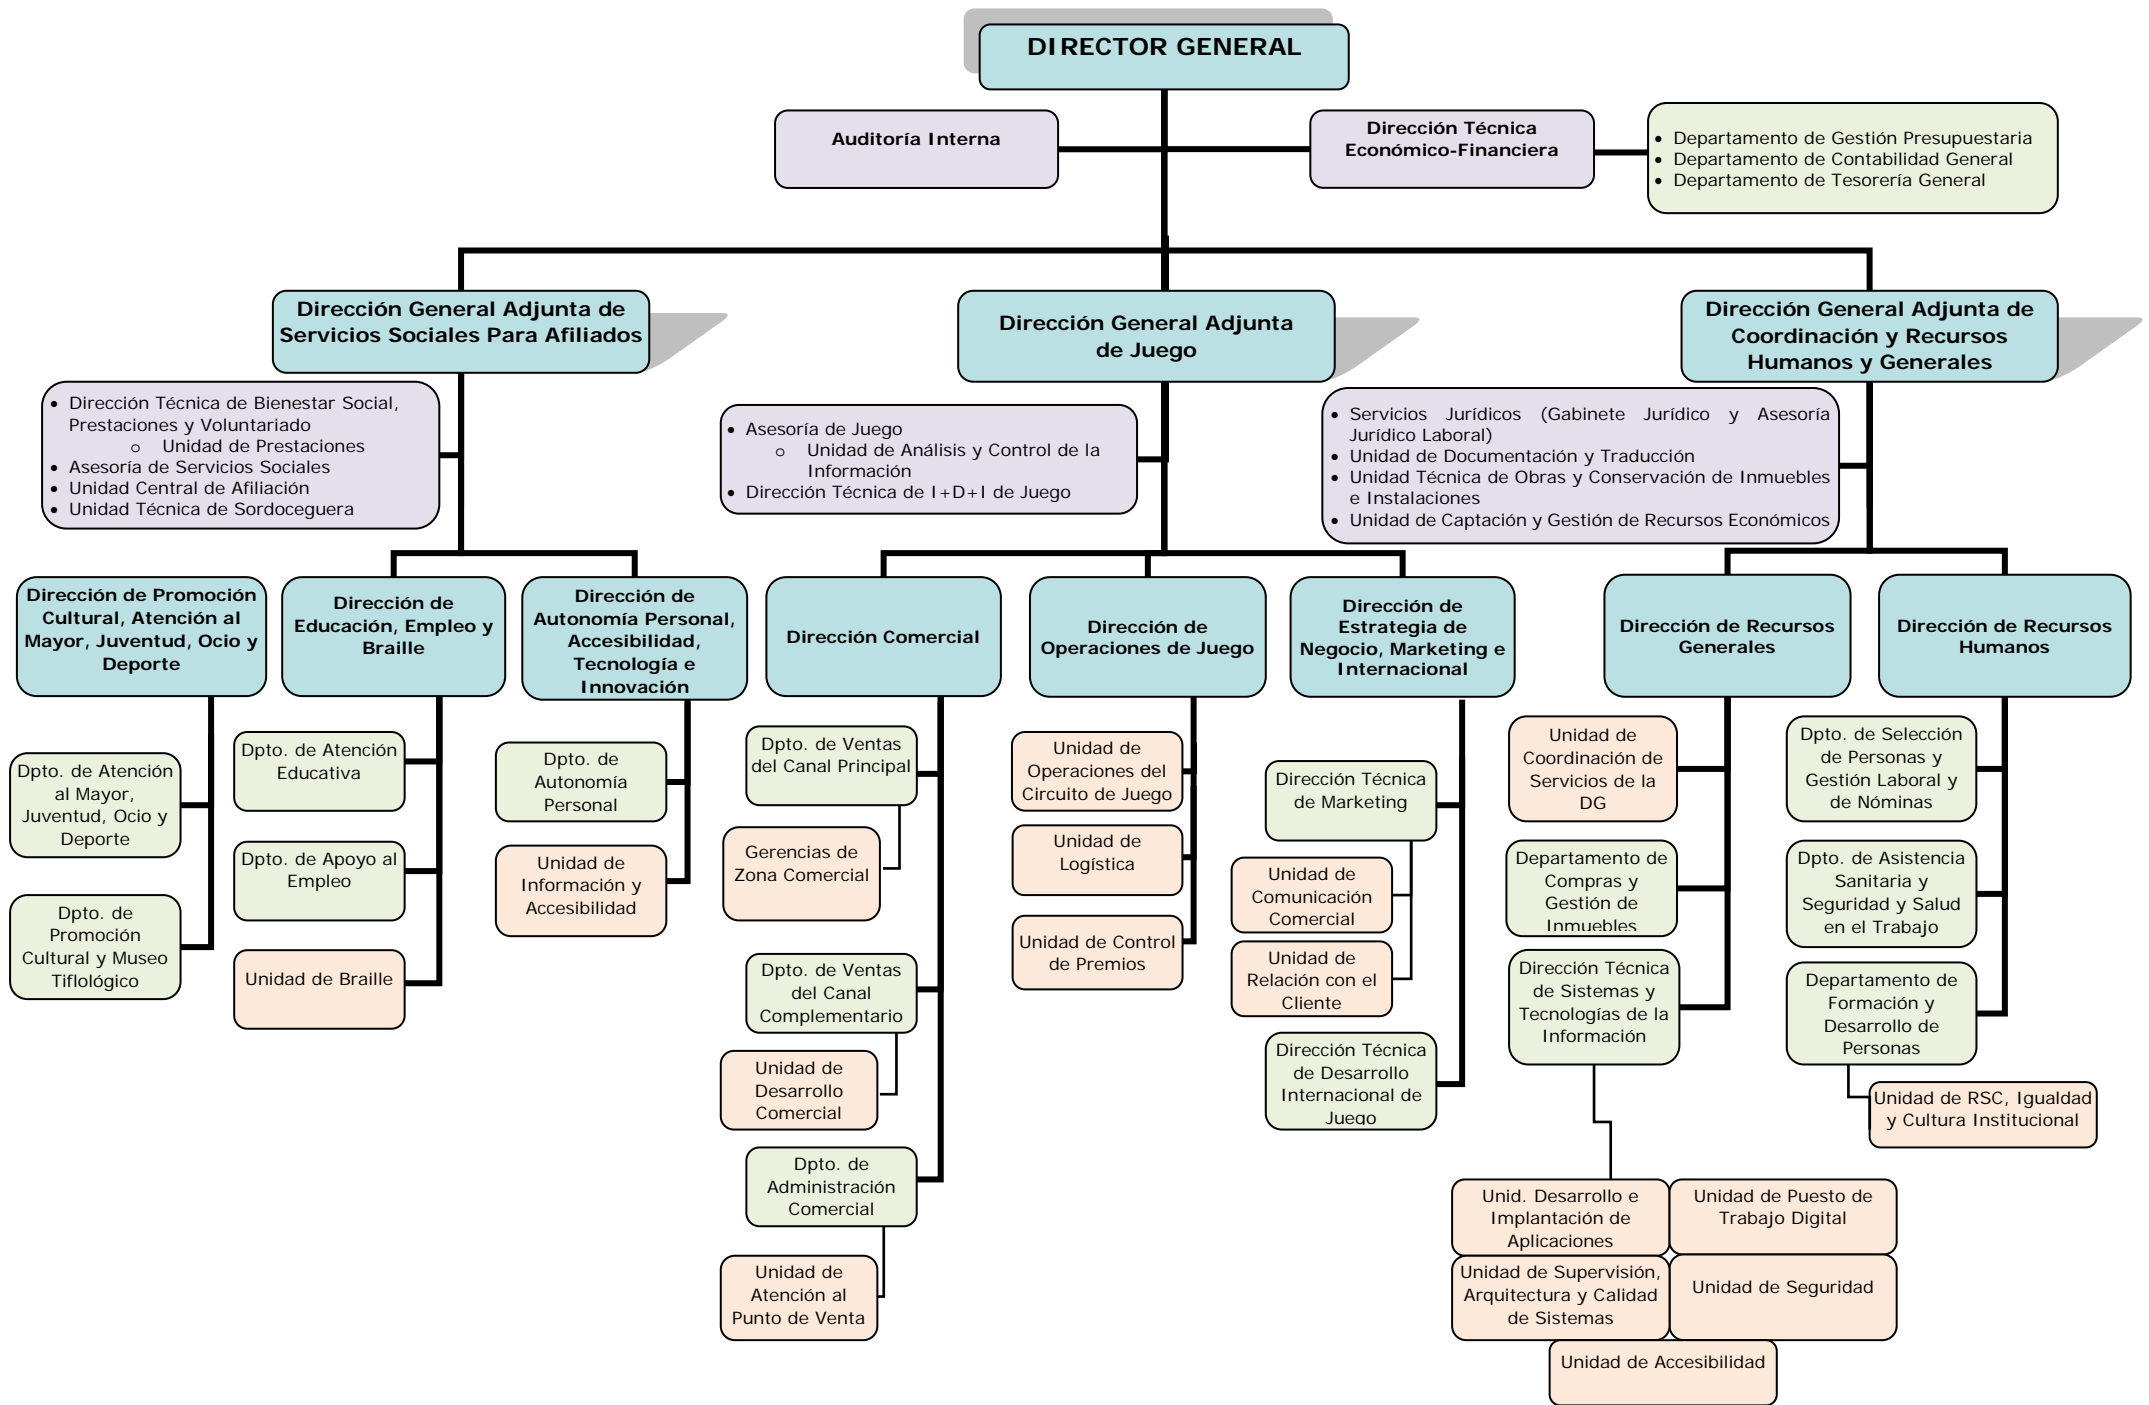 DIRECTOR GENERAL
Auditoría Interna
Dirección Técnica
Económico-Financiera
• Departamento de Gestión Presupuestaria
• Departamento de Contabilidad General
• Departamento de Tesorería General
Dirección General Adjunta de
Servicios Sociales Para Afiliados
Dirección General Adjunta
de Juego
Dirección General Adjunta de
Coordinación y Recursos
Humanos y Generales
• Dirección Técnica de Bienestar Social,
Prestaciones y Voluntariado
o Unidad de Prestaciones
• Asesoría de Servicios Sociales
• Unidad Central de Afiliación
• Unidad Técnica de Sordoceguera
• Asesoría de Juego
o Unidad de Análisis y Control de la
Información
• Dirección Técnica de I+D+I de Juego
• Servicios Jurídicos (Gabinete Jurídico y Asesoría
Jurídico Laboral)
• Unidad de Documentación y Traducción
• Unidad Técnica de Obras y Conservación de Inmuebles
e Instalaciones
• Unidad de Captación y Gestión de Recursos Económicos
Dirección de Promoción
Cultural, Atención al
Mayor, Juventud, Ocio y
Deporte
Dirección de
Educación, Empleo y
Braille
Dirección de
Autonomía Personal,
Accesibilidad,
Tecnología e
Innovación
Dirección Comercial
Dirección de
Operaciones de Juego
Dirección de
Estrategia de
Negocio, Marketing e
Internacional
Dirección de Recursos
Generales
Dirección de Recursos
Humanos
Dpto. de Atención
al Mayor,
Juventud, Ocio y
Deporte
Dpto. de
Promoción
Cultural y Museo
Tiflológico
Dpto. de Atención
Educativa
Dpto. de Apoyo al
Empleo
Unidad de Braille
Dpto. de
Autonomía
Personal
Unidad de
Información y
Accesibilidad
Dpto. de Ventas
del Canal Principal
Gerencias de
Zona Comercial
Dpto. de Ventas
del Canal
Complementario
Unidad de
Desarrollo
Comercial
Dpto. de
Administración
Comercial
Unidad de
Atención al
Punto de Venta
Unidad de
Operaciones del
Circuito de Juego
Unidad de
Logística
Unidad de Control
de Premios
Dirección Técnica
de Marketing
Unidad de
Comunicación
Comercial
Unidad de
Relación con el
Cliente
Dirección Técnica
de Desarrollo
Internacional de
Juego
Unidad de
Coordinación de
Servicios de la
DG
Departamento de
Compras y
Gestión de
Inmuebles
Dirección Técnica
de Sistemas y
Tecnologías de la
Información
Unid. Desarrollo e
Implantación de
Aplicaciones
Unidad de Puesto de
Trabajo Digital
Unidad de Supervisión,
Arquitectura y Calidad
de Sistemas
Unidad de Seguridad
Unidad de Accesibilidad
Dpto. de Selección
de Personas y
Gestión Laboral y
de Nóminas
Dpto. de Asistencia
Sanitaria y
Seguridad y Salud
en el Trabajo
Departamento de
Formación y
Desarrollo de
Personas
Unidad de RSC, Igualdad
y Cultura Institucional